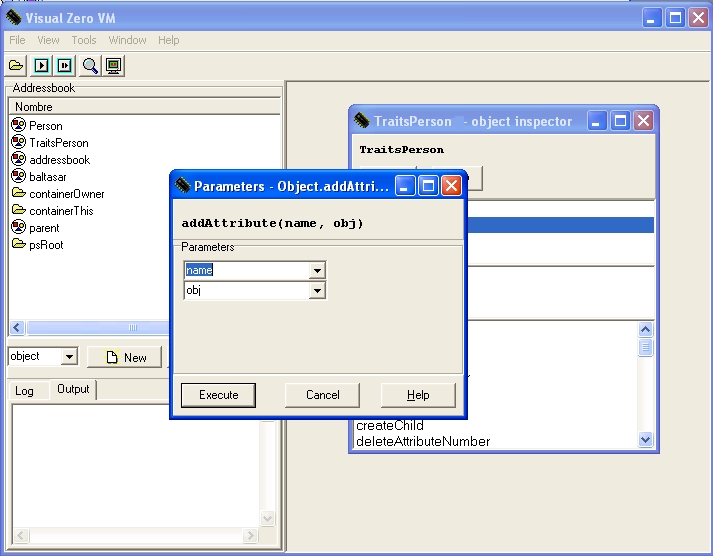 Visual Zero VM
File View Tools Window Help
Addressbook
Nombre
Person
TraitsPerson
addressbook
baltasar
containerOwner
containerThis
parent
psRoot
object
New
Log Output
TraitsPerson - object inspector
TraitsPerson
createChild
deleteAttributeNumber
Parameters - Object.addAttri...
addAttribute(name, obj)
Parameters
name
obj
Execute Cancel Help